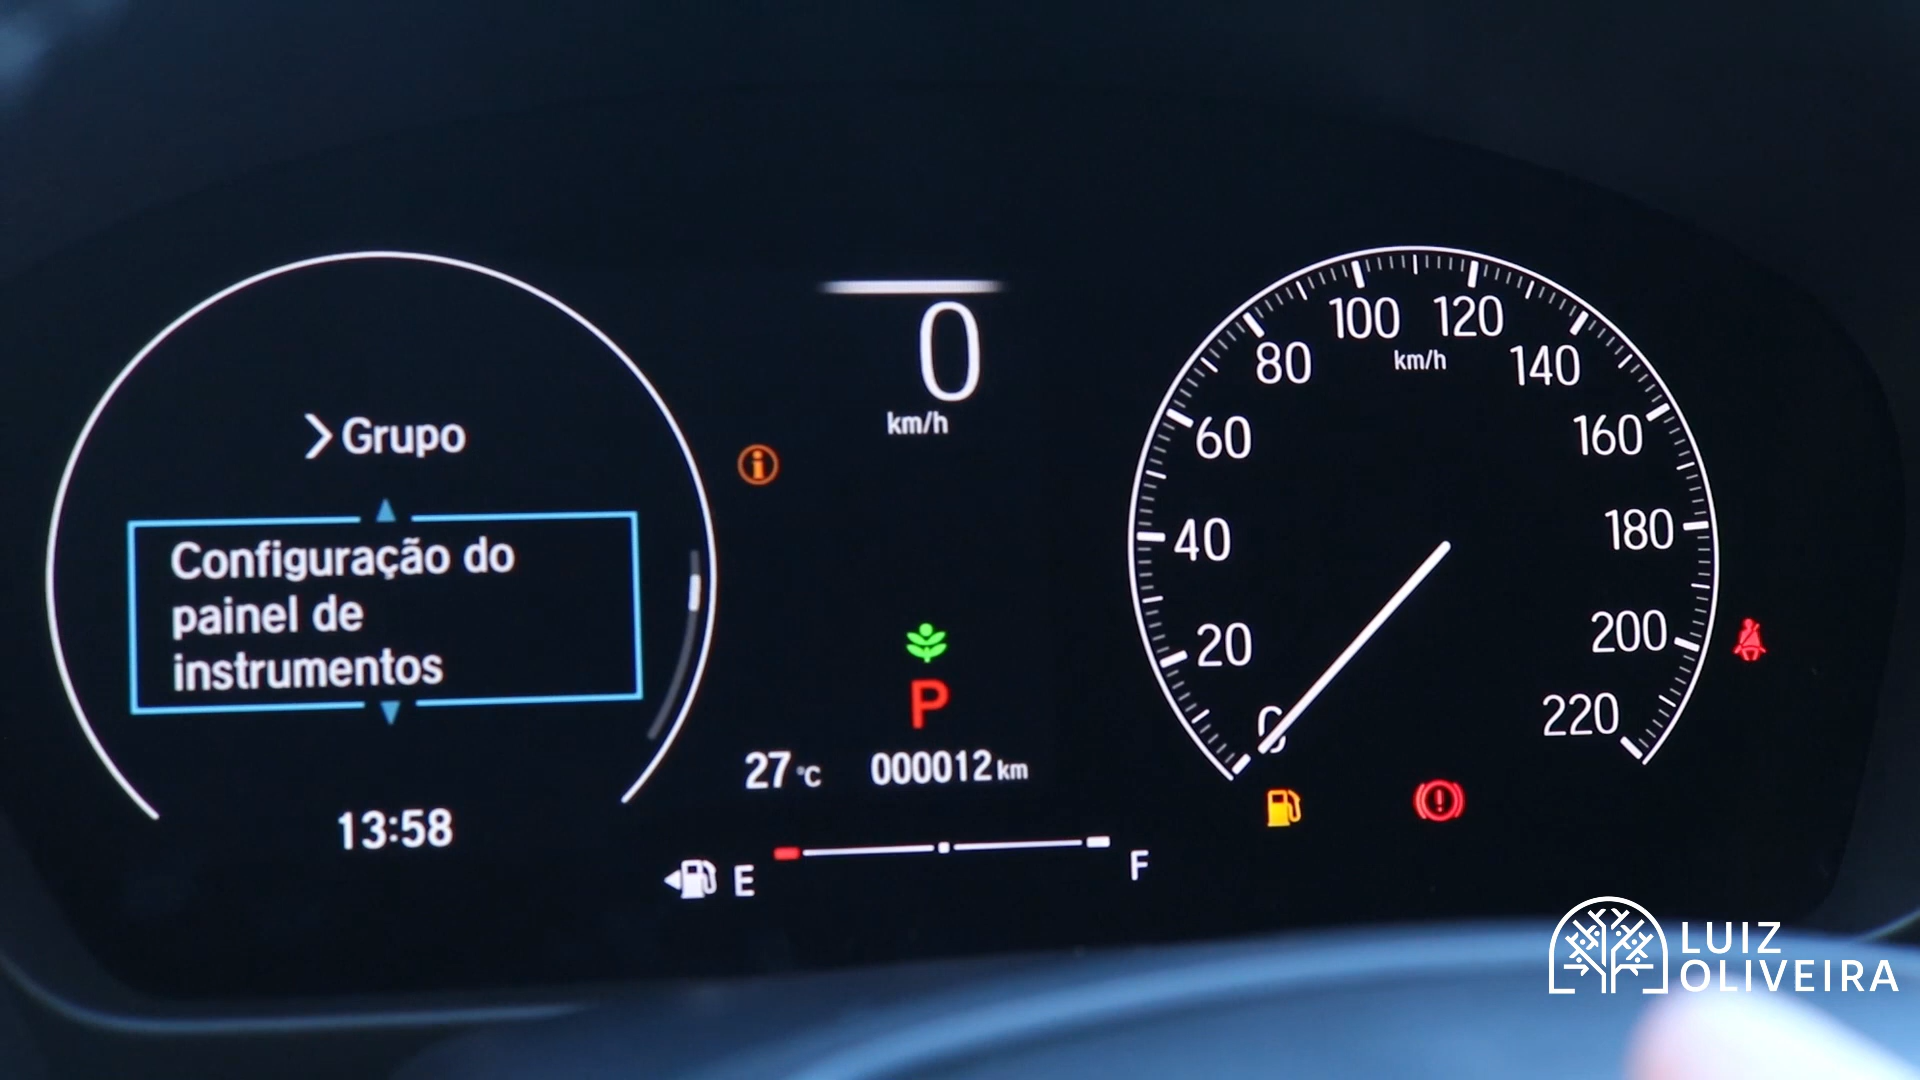 Grupo
Configuração do
painel de
instrumentos
13:58
0
km/h
P
27 °C 000012 km
E F
0
20
40
60
80
100
120
140
160
180
200
220
km/h
LUIZ
OLIVEIRA